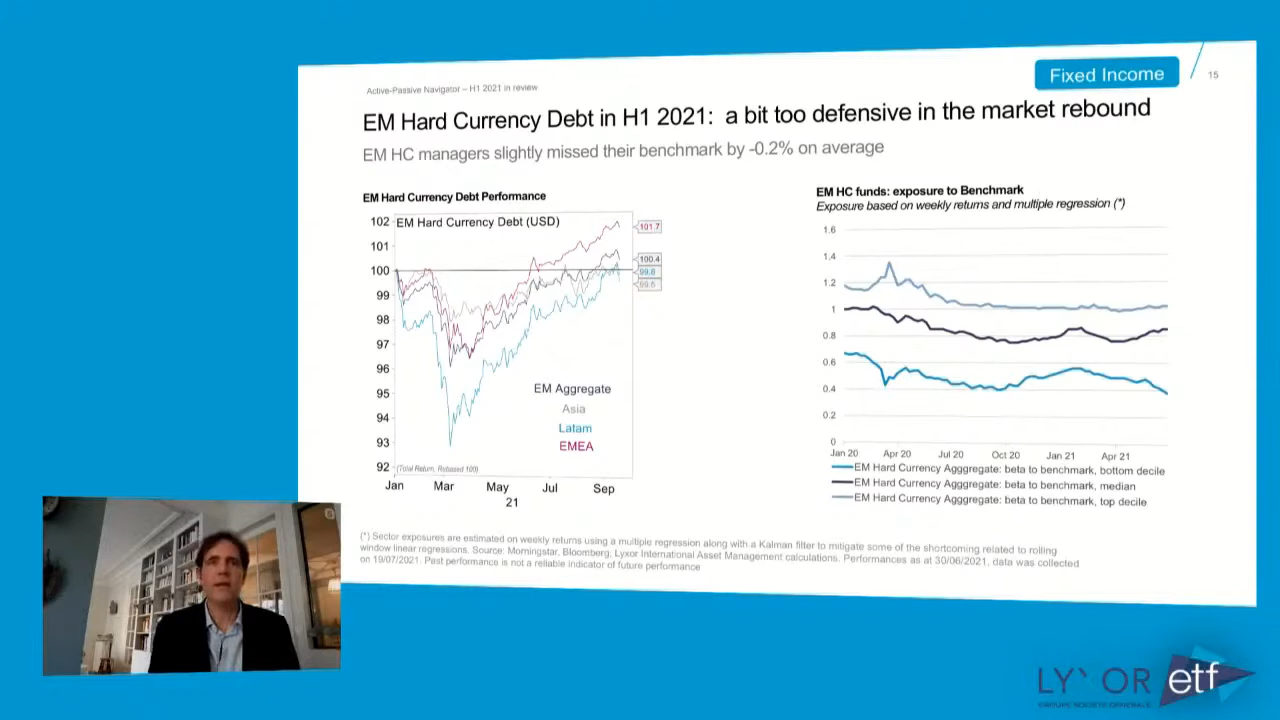 Fixed Income
15
Active-Passive Navigator – H1 2021 in review
EM Hard Currency Debt in H1 2021: a bit too defensive in the market rebound
EM HC managers slightly missed their benchmark by -0.2% on average
EM Hard Currency Debt Performance
102
101
100
99
98
97
96
95
94
93
92
EM Hard Currency Debt (USD)
101.7
100.4
99.8
99.6
EM Aggregate
Asia
Latam
EMEA
(Total Return, Rebased 100)
Jan Mar May Jul Sep
21
EM HC funds: exposure to Benchmark
Exposure based on weekly returns and multiple regression (*)
1.6
1.4
1.2
1
0.8
0.6
0.4
0.2
0
Jan 20 Apr 20 Jul 20 Oct 20 Jan 21 Apr 21
EM Hard Currency Agggregate: beta to benchmark, bottom decile
EM Hard Currency Agggregate: beta to benchmark, median
EM Hard Currency Agggregate: beta to benchmark, top decile
(*) Sector exposures are estimated on weekly returns using a multiple regression along with a Kalman filter to mitigate some of the shortcoming related to rolling
window linear regressions. Source: Morningstar, Bloomberg, Lyxor International Asset Management calculations. Performances as at 30/06/2021, data was collected
on 19/07/2021. Past performance is not a reliable indicator of future performance
LYXOR etf
GROUPE SOCIETE GENERALE